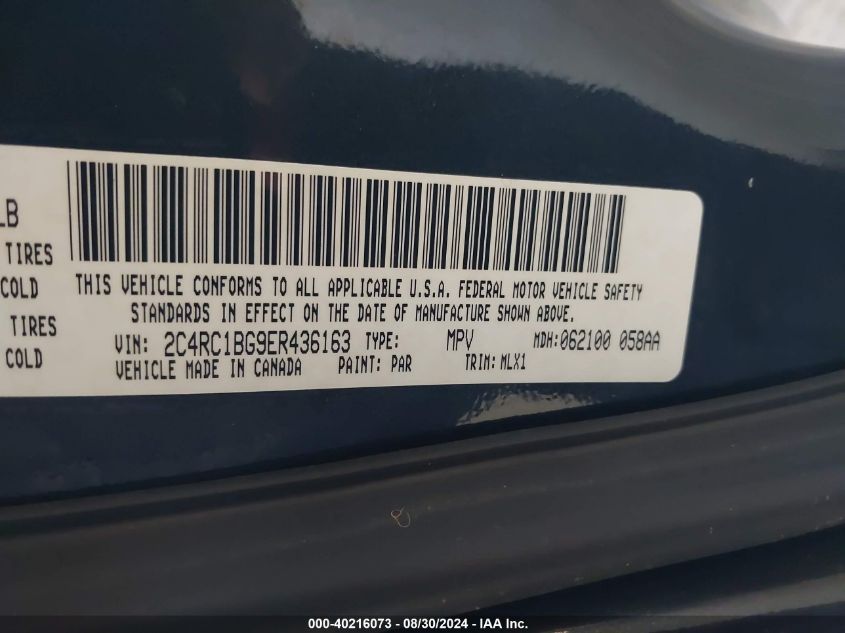 LB
TIRES
COLD
TIRES
COLD
THIS VEHICLE CONFORMS TO ALL APPLICABLE U.S.A. FEDERAL MOTOR VEHICLE SAFETY
STANDARDS IN EFFECT ON THE DATE OF MANUFACTURE SHOWN ABOVE.
VIN: 2C4RC1BG9ER436163 TYPE: MPV MDH:062100 058AA
VEHICLE MADE IN CANADA PAINT: PAR TRIM: MLX1
000-40216073 - 08/30/2024 - IAA Inc.